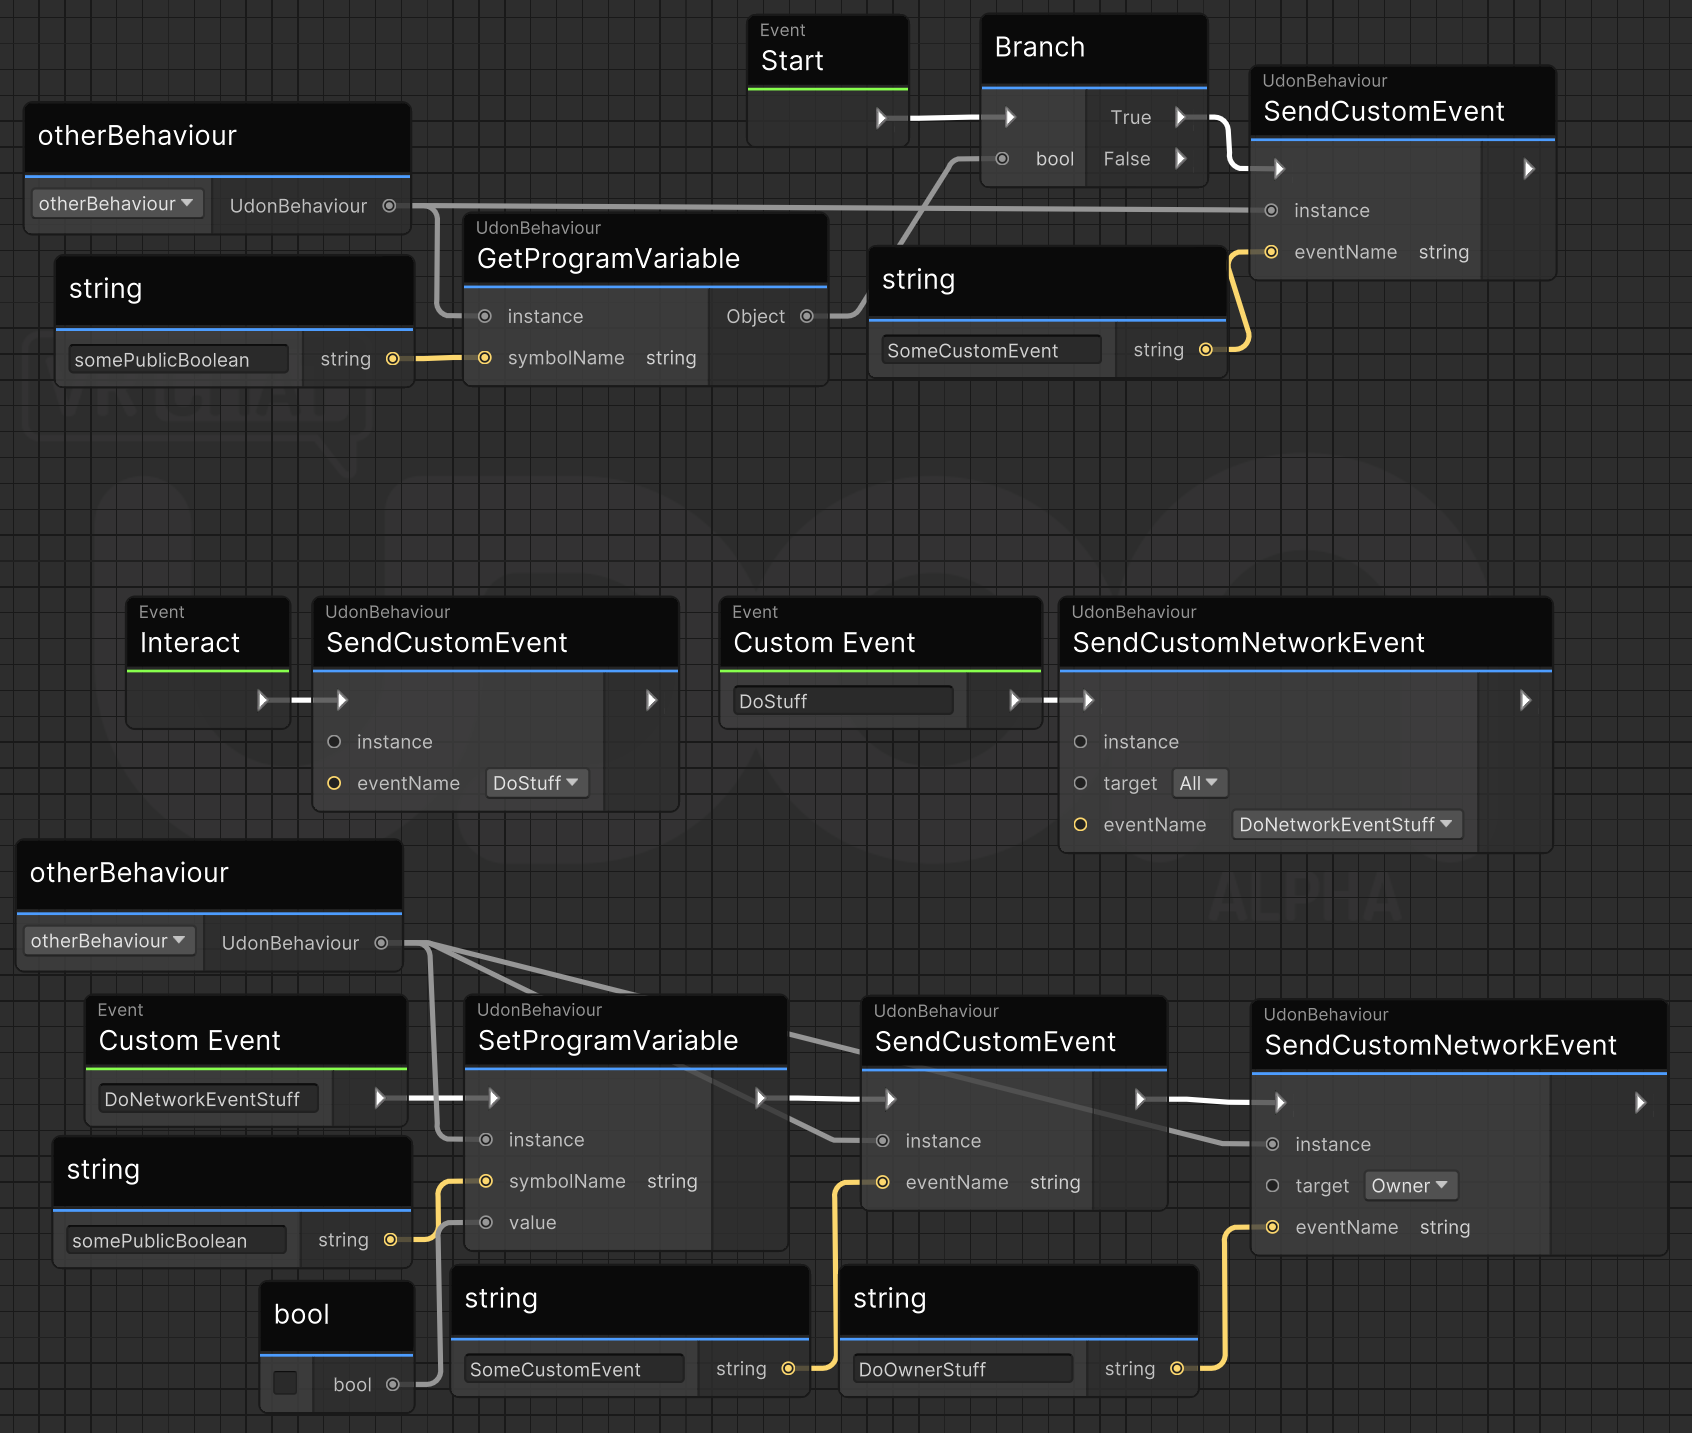 Event
Start
Branch
True
bool
False
UdonBehaviour
SendCustomEvent
instance
eventName string
otherBehaviour
otherBehaviour
UdonBehaviour
string
somePublicBoolean
string
UdonBehaviour
GetProgramVariable
instance
Object
symbolName string
string
SomeCustomEvent
string
VRCHAT
Event
Interact
UdonBehaviour
SendCustomEvent
instance
eventName DoStuff
Event
Custom Event
DoStuff
UdonBehaviour
SendCustomNetworkEvent
instance
target All
eventName DoNetworkEventStuff
ALPHA
otherBehaviour
otherBehaviour
UdonBehaviour
Event
Custom Event
DoNetworkEventStuff
UdonBehaviour
SetProgramVariable
instance
symbolName string
value
UdonBehaviour
SendCustomEvent
instance
eventName string
UdonBehaviour
SendCustomNetworkEvent
instance
target Owner
eventName string
string
somePublicBoolean
string
bool
bool
string
SomeCustomEvent
string
string
DoOwnerStuff
string